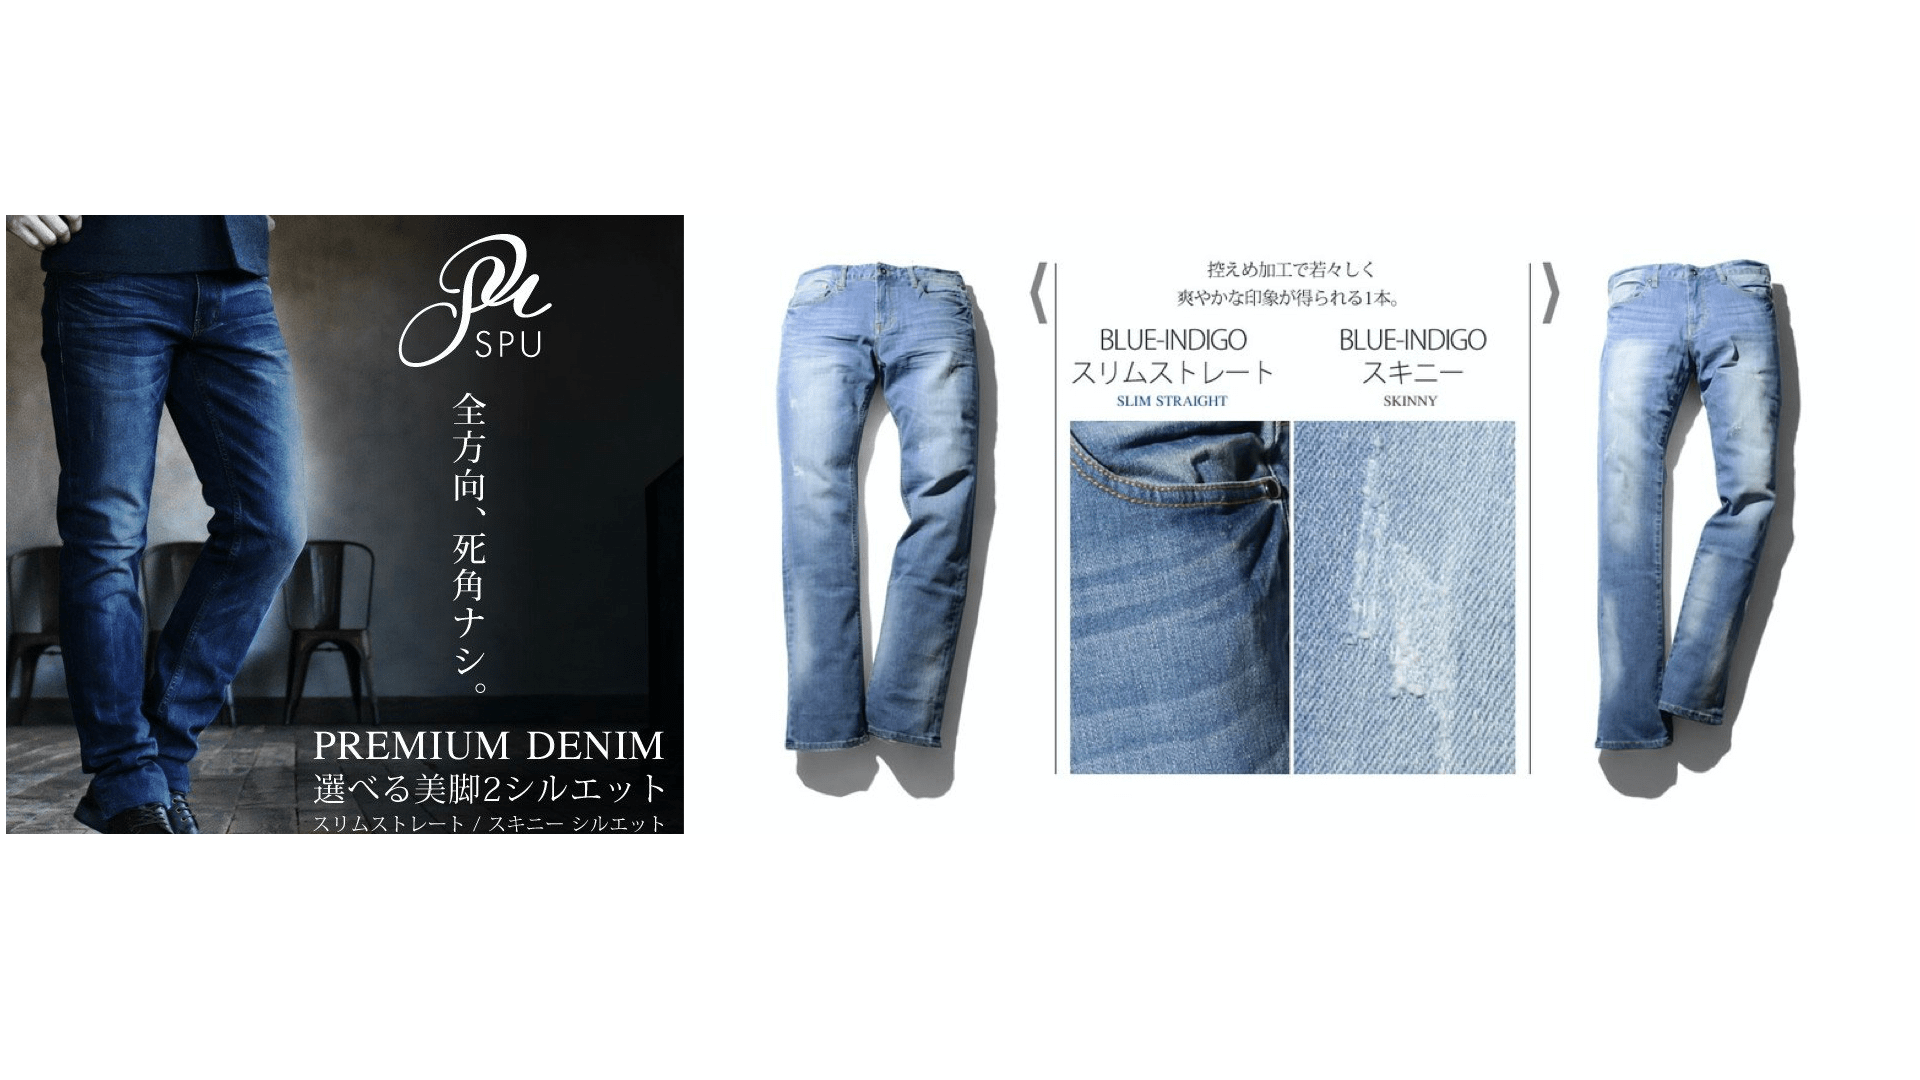 SPU
全方向、死角ナシ。
PREMIUM DENIM
選べる美脚2シルエット
スリムストレート / スキニー シルエット
控えめ加工で若々しく
爽やかな印象が得られる1本。
BLUE-INDIGO
スリムストレート
SLIM STRAIGHT
BLUE-INDIGO
スキニー
SKINNY